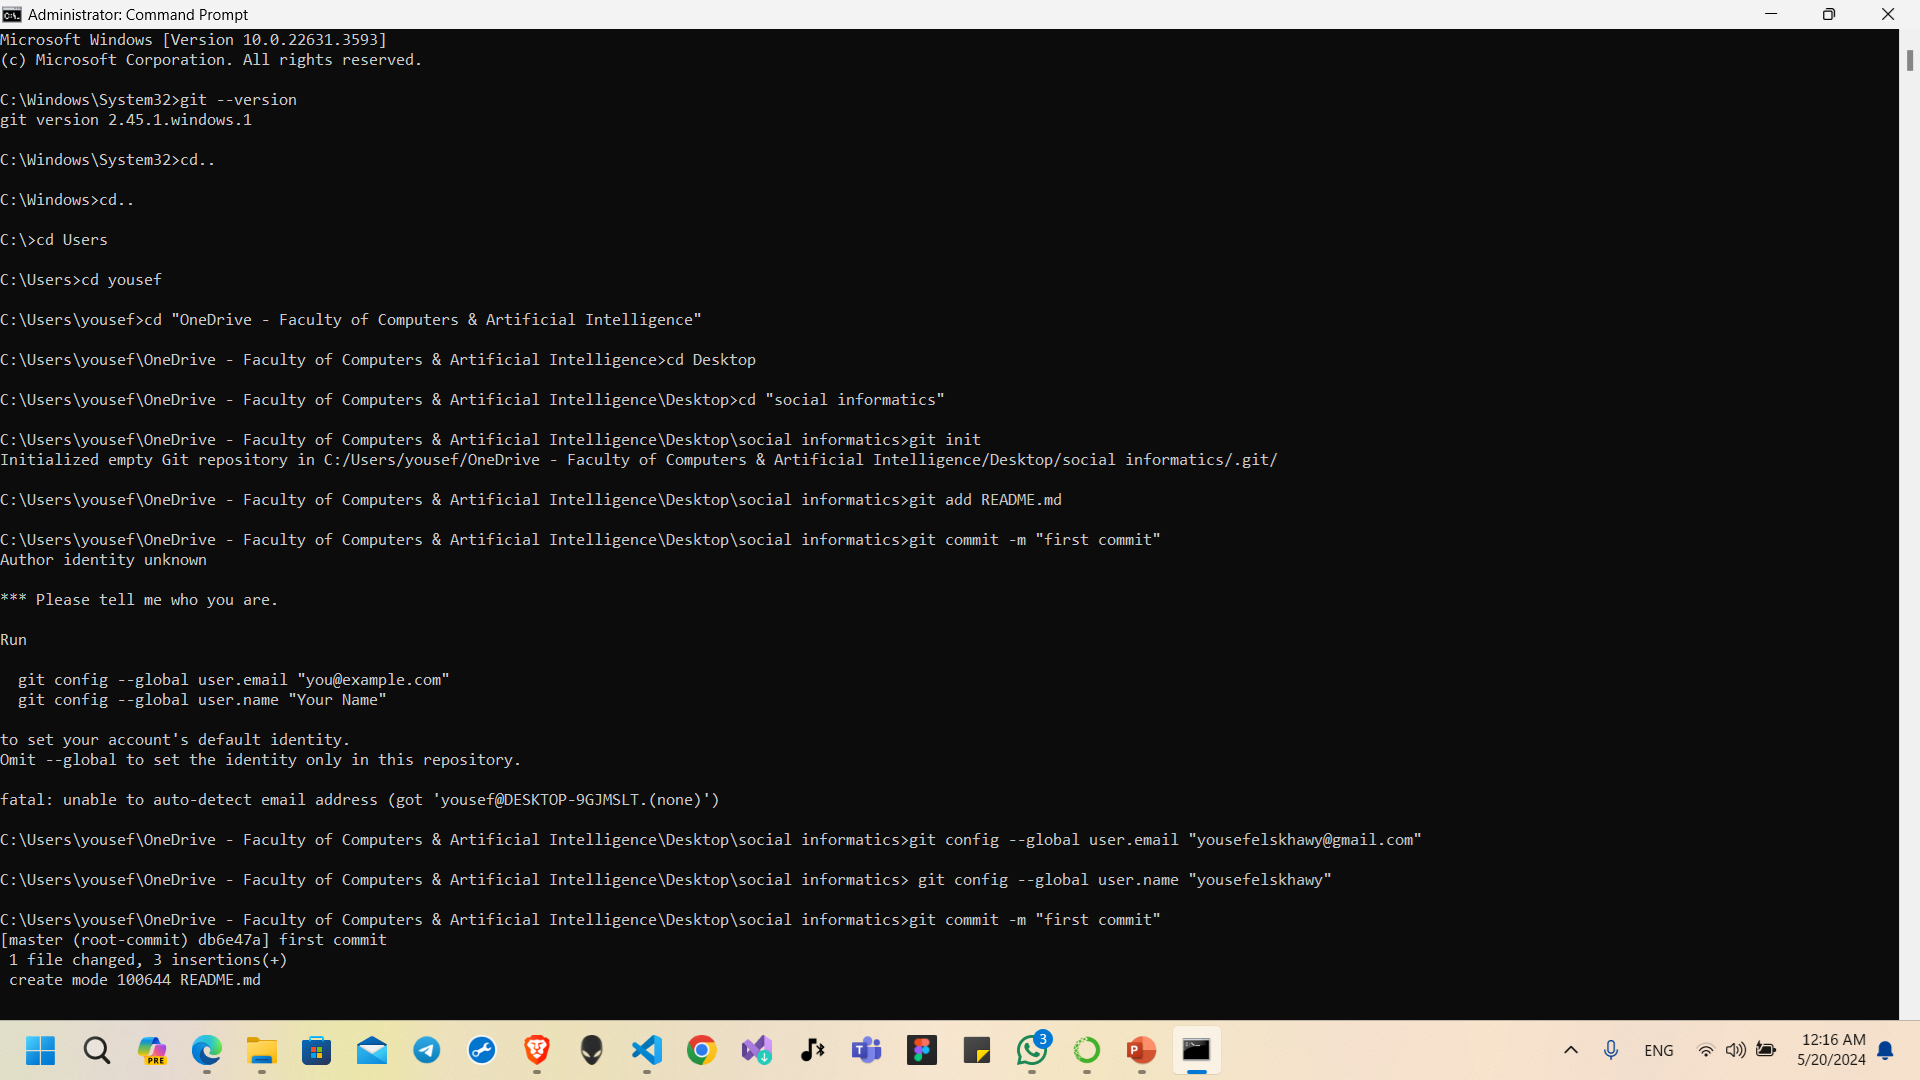 Administrator: Command Prompt
Microsoft Windows [Version 10.0.22631.3593]
(c) Microsoft Corporation. All rights reserved.
C:\Windows\System32>git --version
git version 2.45.1.windows.1
C:\Windows\System32>cd..
C:\Windows>cd..
C:\>cd Users
C:\Users>cd yousef
C:\Users\yousef>cd "OneDrive - Faculty of Computers & Artificial Intelligence"
C:\Users\yousef\OneDrive - Faculty of Computers & Artificial Intelligence>cd Desktop
C:\Users\yousef\OneDrive - Faculty of Computers & Artificial Intelligence\Desktop>cd "social informatics"
C:\Users\yousef\OneDrive - Faculty of Computers & Artificial Intelligence\Desktop\social informatics>git init
Initialized empty Git repository in C:/Users/yousef/OneDrive - Faculty of Computers & Artificial Intelligence/Desktop/social informatics/.git/
C:\Users\yousef\OneDrive - Faculty of Computers & Artificial Intelligence\Desktop\social informatics>git add README.md
C:\Users\yousef\OneDrive - Faculty of Computers & Artificial Intelligence\Desktop\social informatics>git commit -m "first commit"
Author identity unknown
*** Please tell me who you are.
Run
  git config --global user.email "you@example.com"
  git config --global user.name "Your Name"
to set your account's default identity.
Omit --global to set the identity only in this repository.
fatal: unable to auto-detect email address (got 'yousef@DESKTOP-9GJMSLT.(none)')
C:\Users\yousef\OneDrive - Faculty of Computers & Artificial Intelligence\Desktop\social informatics>git config --global user.email "yousefelskhawy@gmail.com"
C:\Users\yousef\OneDrive - Faculty of Computers & Artificial Intelligence\Desktop\social informatics> git config --global user.name "yousefelskhawy"
C:\Users\yousef\OneDrive - Faculty of Computers & Artificial Intelligence\Desktop\social informatics>git commit -m "first commit"
[master (root-commit) db6e47a] first commit
 1 file changed, 3 insertions(+)
 create mode 100644 README.md
PRE
3
ENG
12:16 AM
5/20/2024